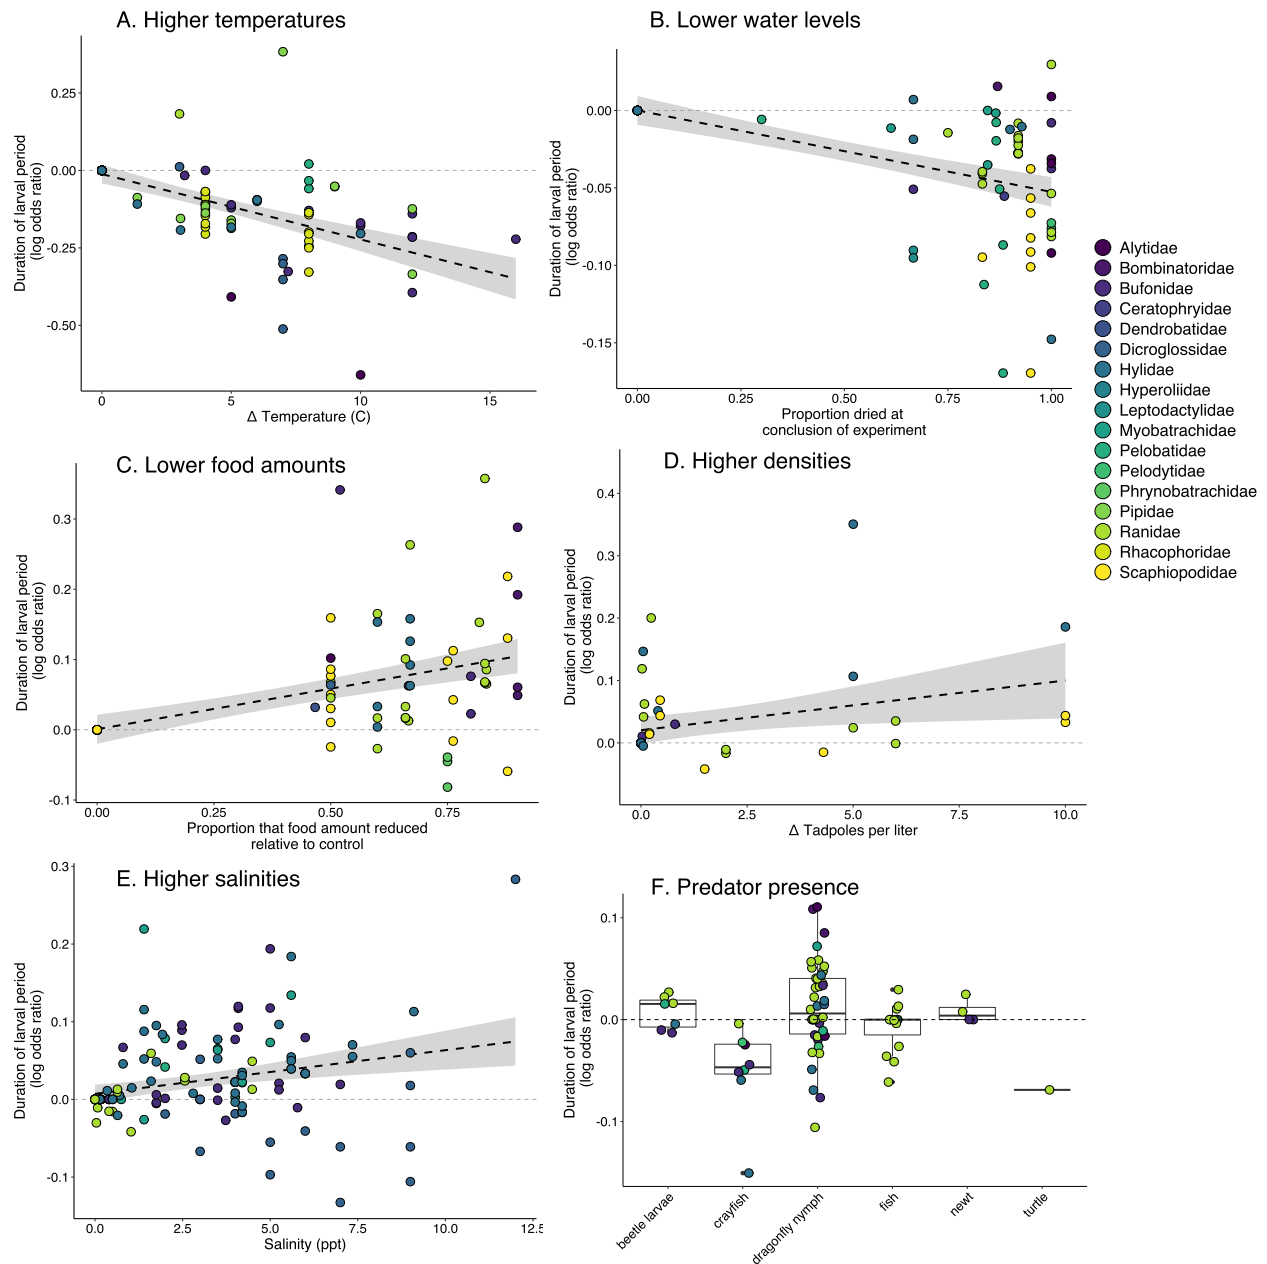 A. Higher temperatures
Duration of larval period
(log odds ratio)
0.25
0.00
-0.25
-0.50
0
5
10
15
Δ Temperature (C)
B. Lower water levels
Duration of larval period
(log odds ratio)
0.00
-0.05
-0.10
-0.15
0.00
0.25
0.50
0.75
1.00
Proportion dried at
conclusion of experiment
C. Lower food amounts
Duration of larval period
(log odds ratio)
0.3
0.2
0.1
0.0
-0.1
0.00
0.25
0.50
0.75
Proportion that food amount reduced
relative to control
D. Higher densities
Duration of larval period
(log odds ratio)
0.4
0.3
0.2
0.1
0.0
0.0
2.5
5.0
7.5
10.0
Δ Tadpoles per liter
Alytidae
Bombinatoridae
Bufonidae
Ceratophryidae
Dendrobatidae
Dicroglossidae
Hylidae
Hyperoliidae
Leptodactylidae
Myobatrachidae
Pelobatidae
Pelodytidae
Phrynobatrachidae
Pipidae
Ranidae
Rhacophoridae
Scaphiopodidae
E. Higher salinities
Duration of larval period
(log odds ratio)
0.3
0.2
0.1
0.0
-0.1
0.0
2.5
5.0
7.5
10.0
12.5
Salinity (ppt)
F. Predator presence
Duration of larval period
(log odds ratio)
0.1
0.0
-0.1
beetle larvae
crayfish
dragonfly nymph
fish
newt
turtle